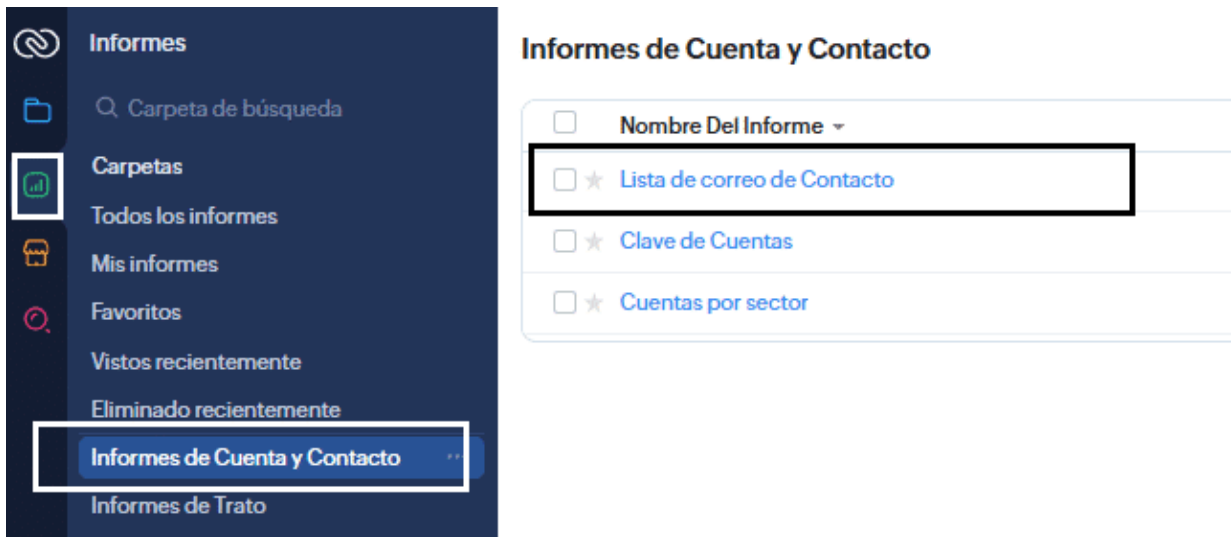 Informes
Carpeta de búsqueda
Carpetas
Todos los informes
Mis informes
Favoritos
Vistos recientemente
Eliminado recientemente
Informes de Cuenta y Contacto
Informes de Trato
Informes de Cuenta y Contacto
Nombre Del Informe
Lista de correo de Contacto
Clave de Cuentas
Cuentas por sector